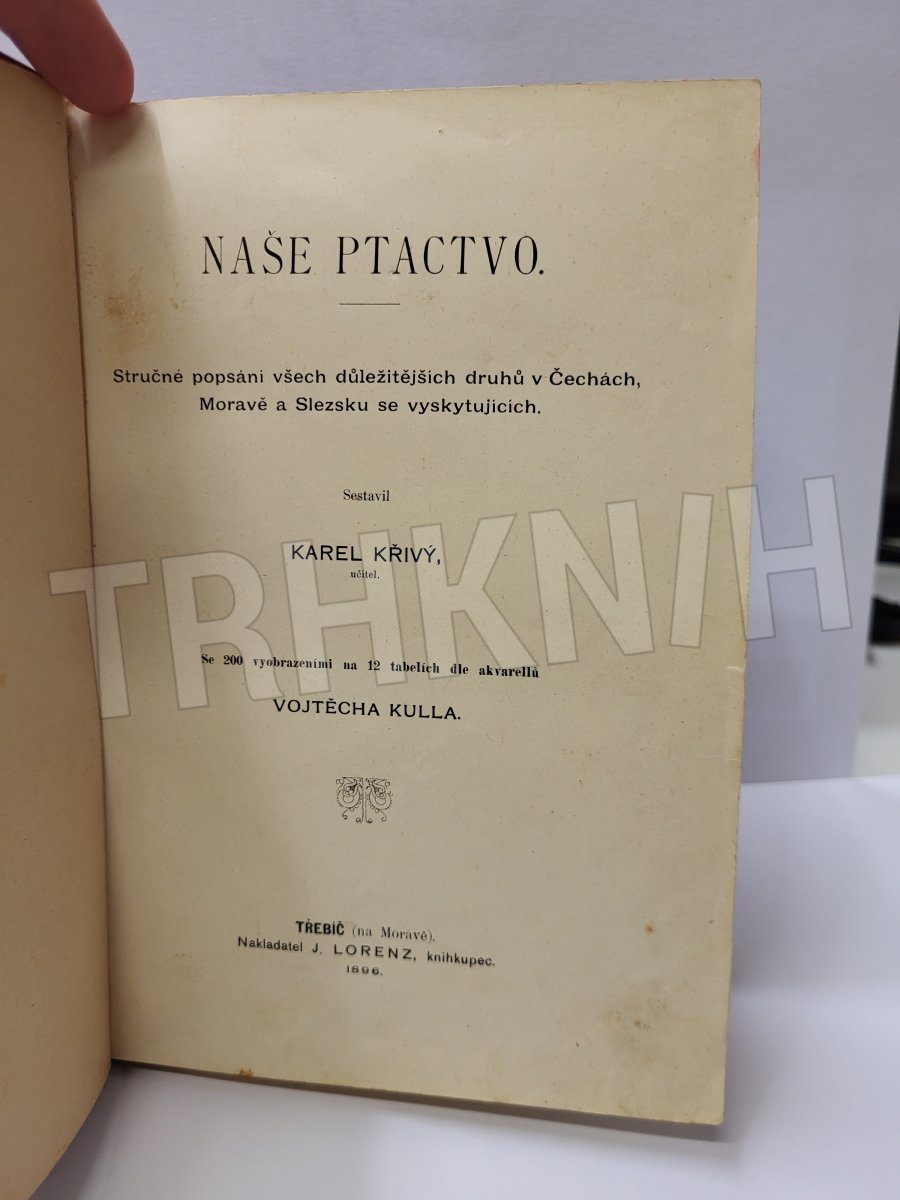 NAŠE PTACTVO.
Stručné popsání všech důležitějších druhů v Čechách,
Moravě a Slezsku se vyskytujících.
Sestavil
KAREL KŘIVÝ,
učitel.
TRHKNIH
Se 200 vyobrazeními na 12 tabelích dle akvarellů
VOJTĚCHA KULLA.
TŘEBÍČ (na Moravě).
Nakladatel J. LORENZ, knihkupec.
1896.